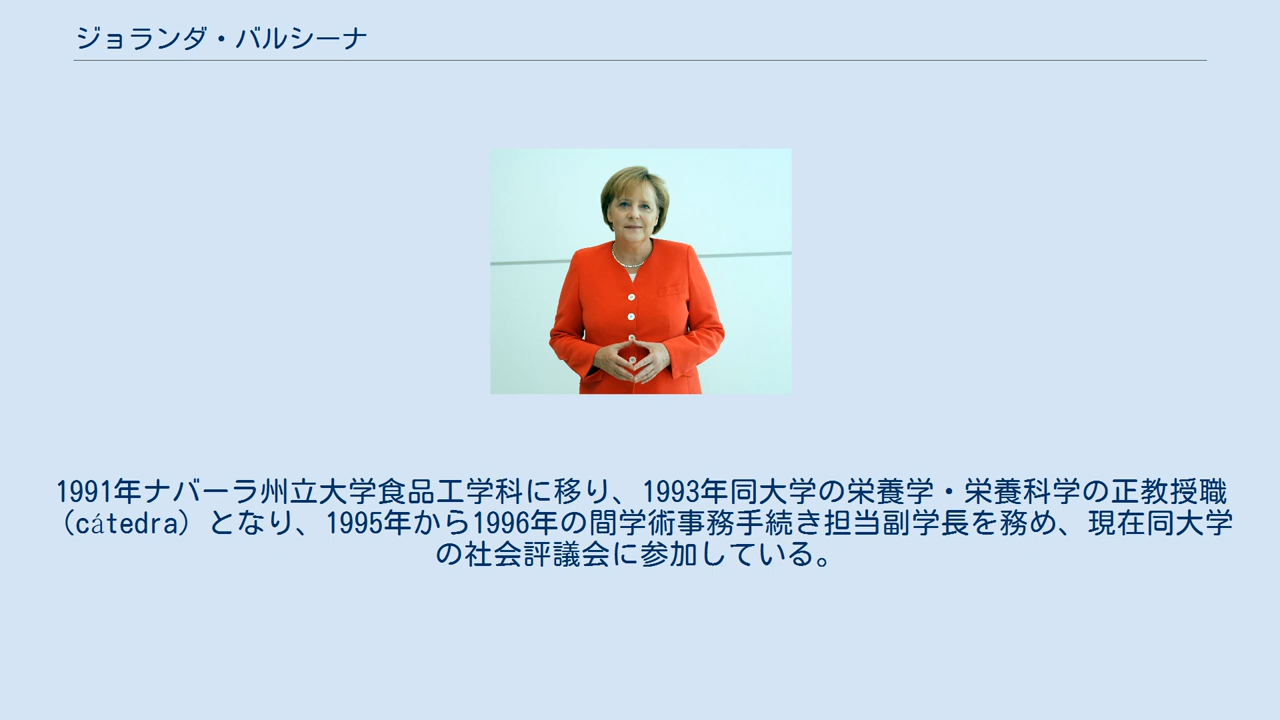 ジョランダ・バルシーナ
1991年ナバーラ州立大学食品工学科に移り、1993年同大学の栄養学・栄養科学の正教授職
（cátedra）となり、1995年から1996年の間学術事務手続き担当副学長を務め、現在同大学
の社会評議会に参加している。